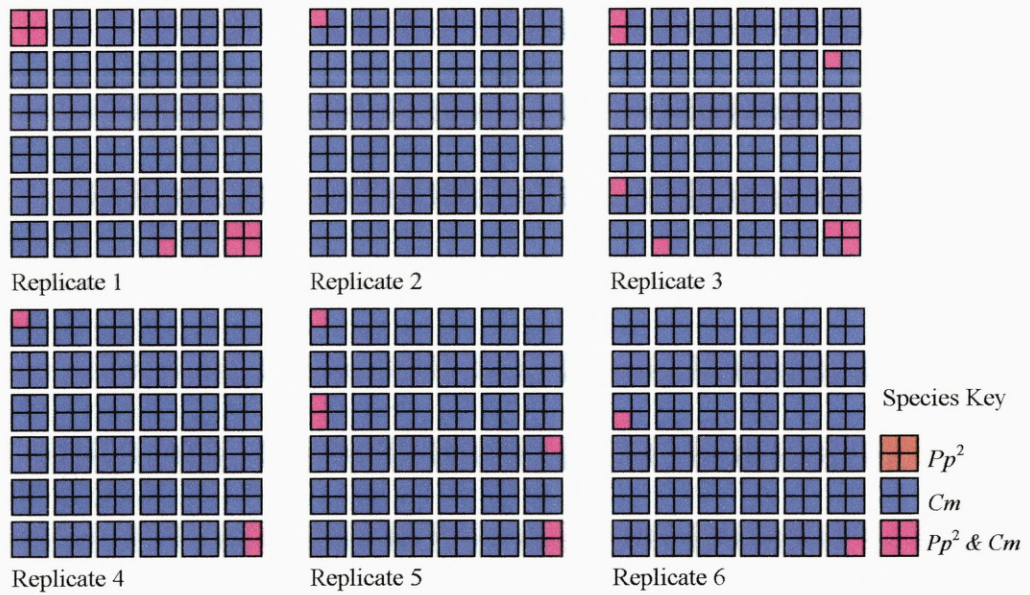 Replicate 1
Replicate 2
Replicate 3
Replicate 4
Replicate 5
Replicate 6
Species Key
Pp²
Cm
Pp² & Cm